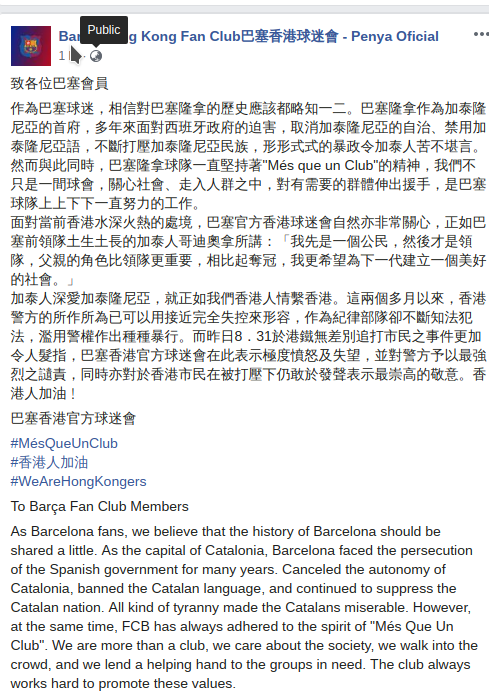 Public
Bar Kong Fan Club巴塞香港球迷會 - Penya Oficial
1
致各位巴塞會員
作為巴塞球迷，相信對巴塞隆拿的歷史應該都略知一二。巴塞隆拿作為加泰隆
尼亞的首府，多年來面對西班牙政府的迫害，取消加泰隆尼亞的自治、禁用加
泰隆尼亞語，不斷打壓加泰隆尼亞民族，形形式式的暴政令加泰人苦不堪言。
然而與此同時，巴塞隆拿球隊一直堅持著"Més que un Club"的精神，我們不
只是一間球會，關心社會、走入人群之中，對有需要的群體伸出援手，是巴塞
球隊上上下下一直努力的工作。
面對當前香港水深火熱的處境，巴塞官方香港球迷會自然亦非常關心，正如巴
塞前領隊土生土長的加泰人哥迪奧拿所講：「我先是一個公民，然後才是領
隊，父親的角色比領隊更重要，相比起奪冠，我更希望為下一代建立一個美好
的社會。」
加泰人深愛加泰隆尼亞，就正如我們香港人情繫香港。這兩個多月以來，香港
警方的所作所為已可以用接近完全失控來形容，作為紀律部隊卻不斷知法犯
法，濫用警權作出種種暴行。而昨日8．31於港鐵無差別追打市民之事件更加
令人髮指，巴塞香港官方球迷會在此表示極度憤怒及失望，並對警方予以最強
烈之譴責，同時亦對於香港市民在被打壓下仍敢於發聲表示最崇高的敬意。香
港人加油！
巴塞香港官方球迷會
#MésQueUnClub
#香港人加油
#WeAreHongKongers
To Barça Fan Club Members
As Barcelona fans, we believe that the history of Barcelona should be
shared a little. As the capital of Catalonia, Barcelona faced the persecution
of the Spanish government for many years. Canceled the autonomy of
Catalonia, banned the Catalan language, and continued to suppress the
Catalan nation. All kind of tyranny made the Catalans miserable. However,
at the same time, FCB has always adhered to the spirit of "Més Que Un
Club". We are more than a club, we care about the society, we walk into the
crowd, and we lend a helping hand to the groups in need. The club always
works hard to promote these values.